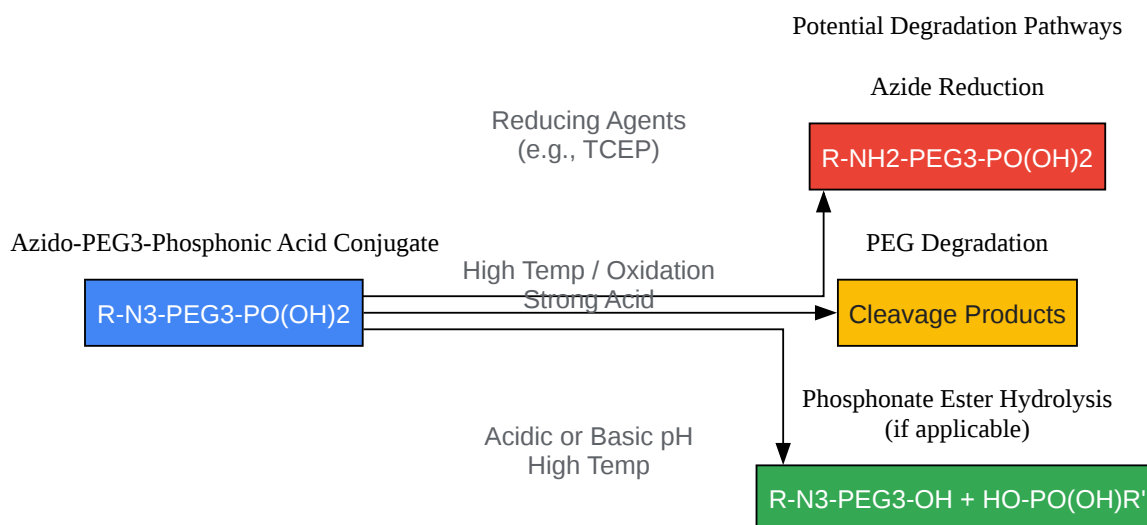 Potential Degradation Pathways
Azide Reduction
Reducing Agents
(e.g., TCEP)
R-NH2-PEG3-PO(OH)2
Azido-PEG3-Phosphonic Acid Conjugate
PEG Degradation
High Temp / Oxidation
Strong Acid
R-N3-PEG3-PO(OH)2
Cleavage Products
Phosphonate Ester Hydrolysis
(if applicable)
Acidic or Basic pH
High Temp
R-N3-PEG3-OH + HO-PO(OH)R'